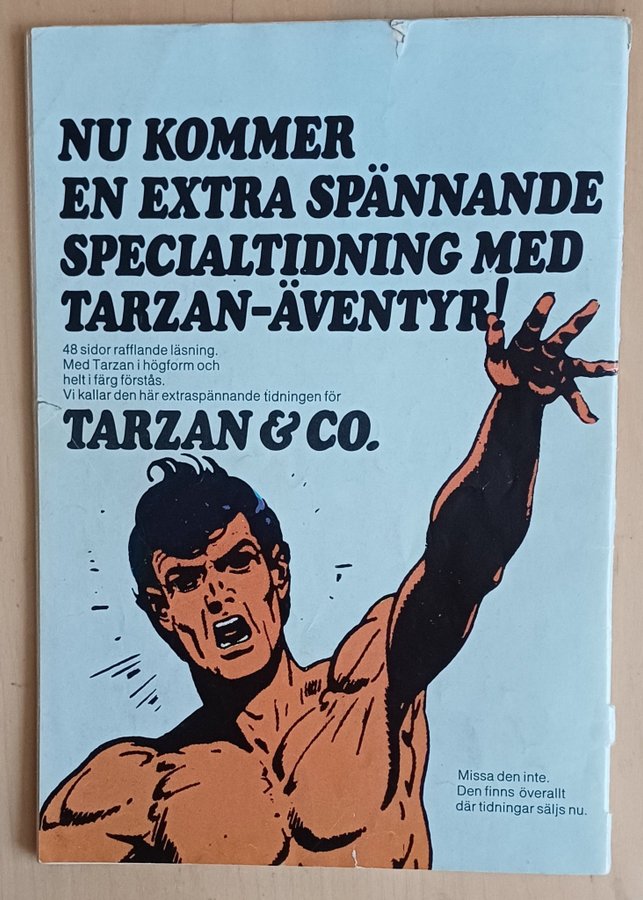 NU KOMMER
EN EXTRA SPÄNNANDE
SPECIALTIDNING MED
TARZAN-ÄVENTYR!
48 sidor rafflande läsning.
Med Tarzan i högform och
helt i färg förstås.
Vi kallar den här extraspännande tidningen för
TARZAN & CO.
Missa den inte.
Den finns överallt
där tidningar säljs nu.